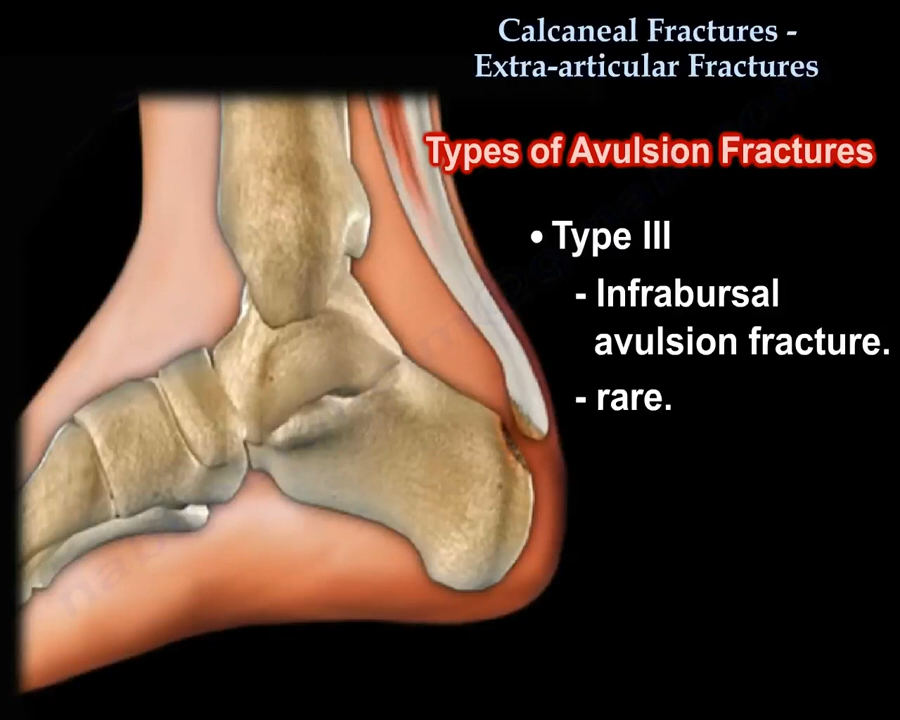 Calcaneal Fractures -
Extra-articular Fractures
Types of Avulsion Fractures
• Type III
- Infrabursal
avulsion fracture.
- rare.